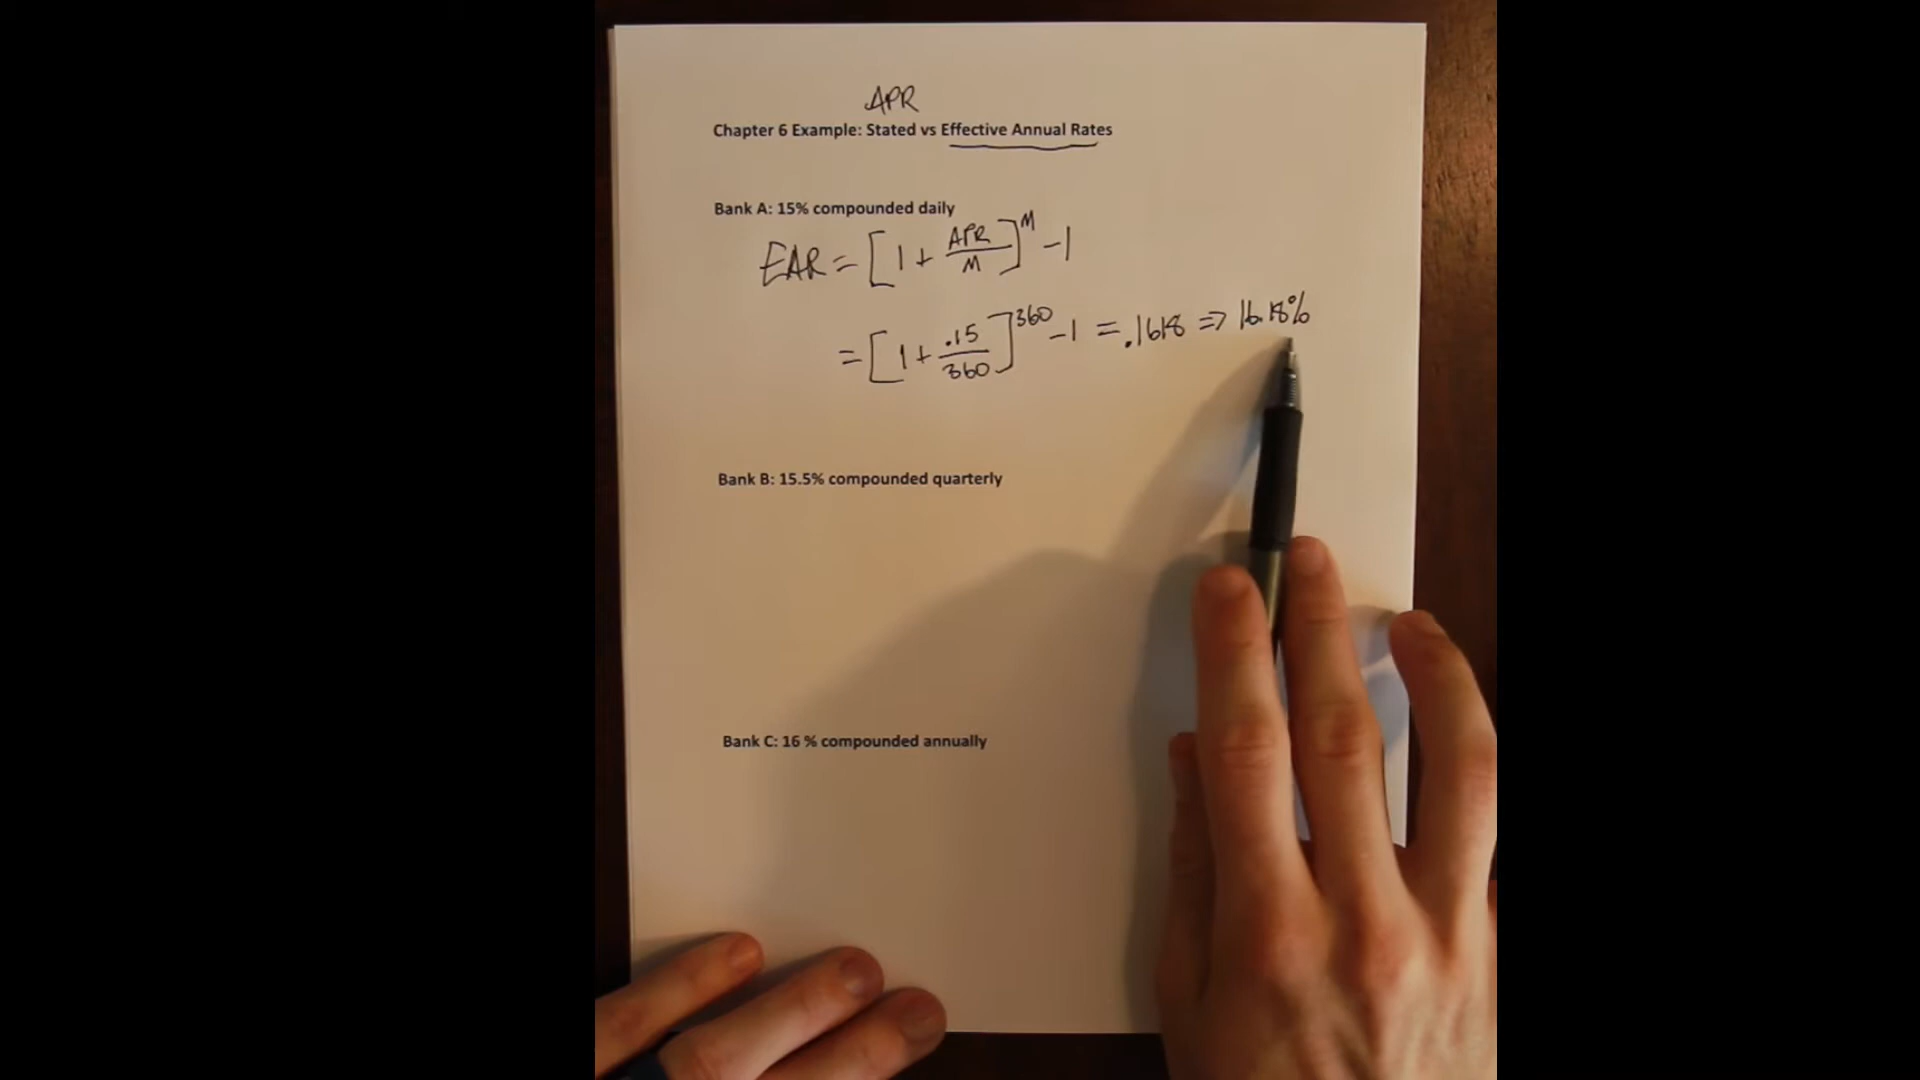 APR
Chapter 6 Example: Stated vs Effective Annual Rates
Bank A: 15% compounded daily
EAR = [1 + APR/M]^M - 1
= [1 + .15/360]^360 - 1 = .1618 => 16.18%
Bank B: 15.5% compounded quarterly
Bank C: 16 % compounded annually